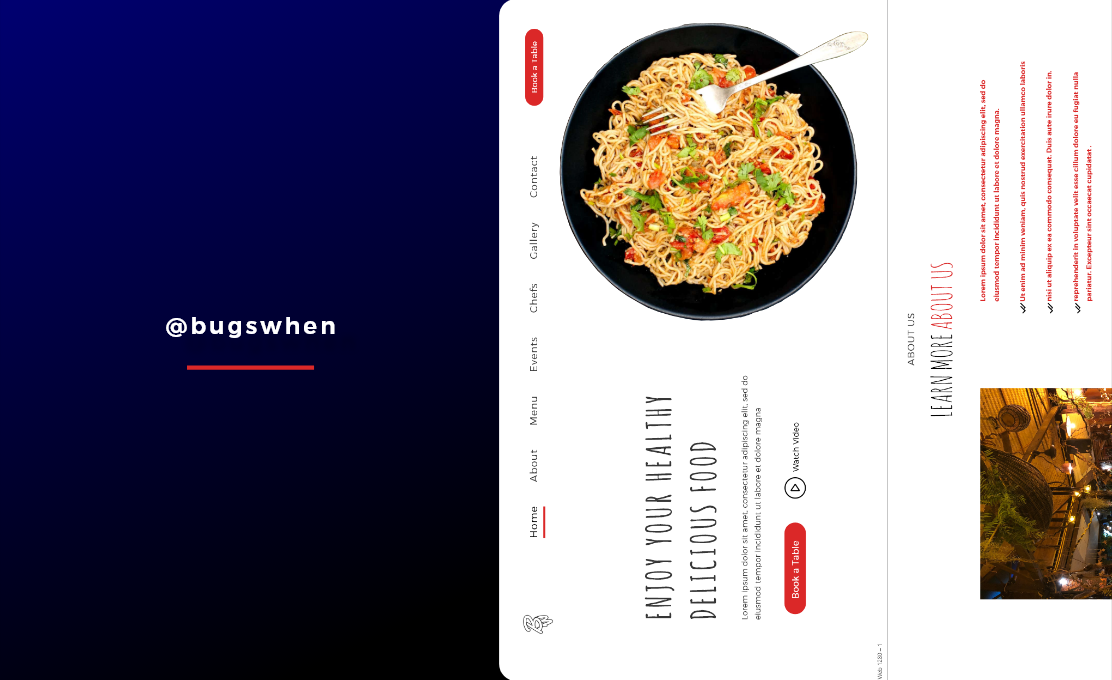 @bugswhen
Home
About
Menu
Events
Chefs
Gallery
Contact
Book a Table
ENJOY YOUR HEALTHY
DELICIOUS FOOD
Lorem ipsum dolor sit amet, consectetur adipiscing elit, sed do
eiusmod tempor incididunt ut labore et dolore magna
Book a Table
Watch Video
Web 1280 – 1
ABOUT US
LEARN MORE ABOUT US
Lorem ipsum dolor sit amet, consectetur adipiscing elit, sed do
eiusmod tempor incididunt ut labore et dolore magna.
Us enim ad minim veniam, quis nostrud exercitation ullamco laboris
nisi ut aliquip ex ea commodo consequat. Duis aute irure dolor in.
reprehenderit in voluptate velit esse cillum dolore eu fugiat nulla
pariatur. Excepteur sint occaecat cupidatat .